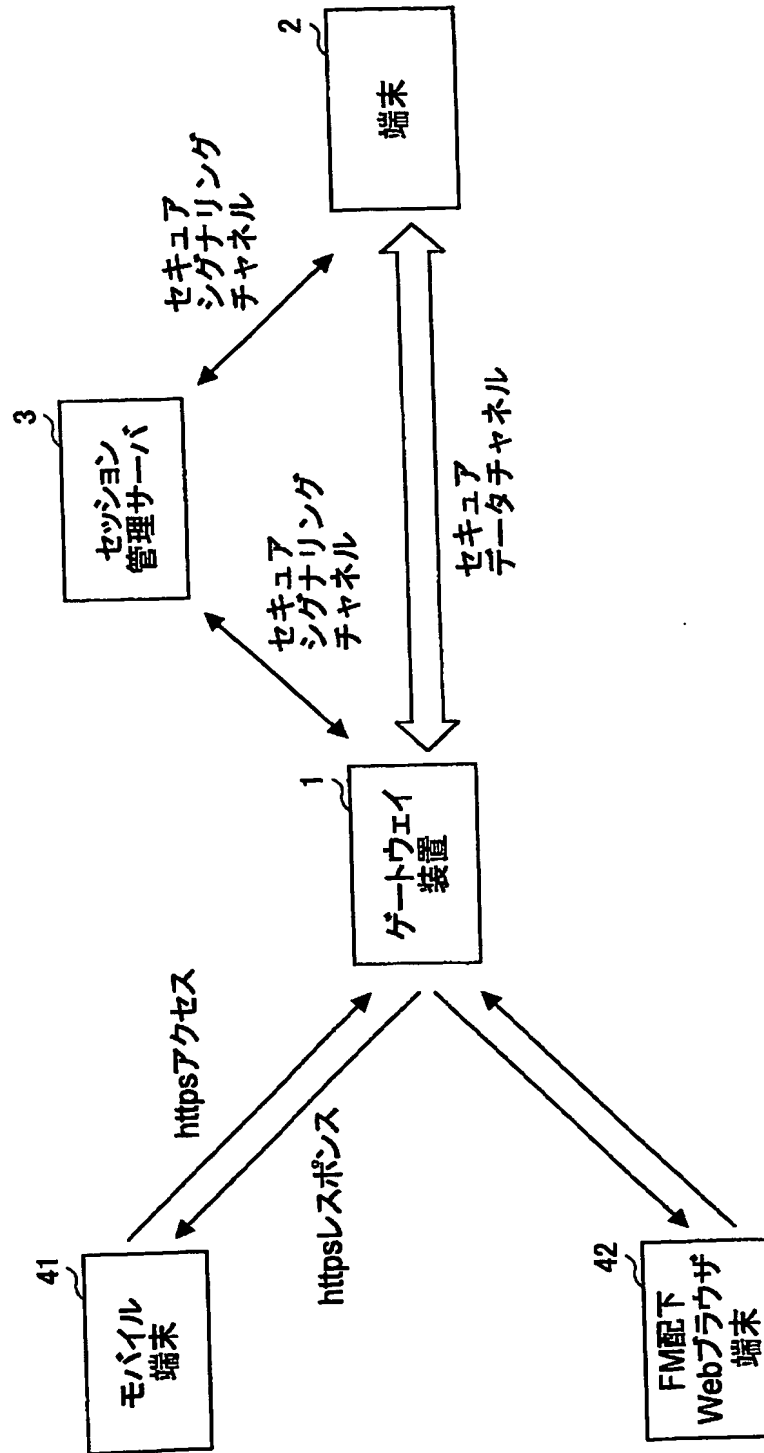 41
モバイル
端末
httpsアクセス
httpsレスポンス
42
FM配下
Webブラウザ
端末
1
ゲートウェイ
装置
3
セッション
管理サーバ
セキュア
シグナリング
チャネル
セキュア
シグナリング
チャネル
セキュア
データチャネル
2
端末